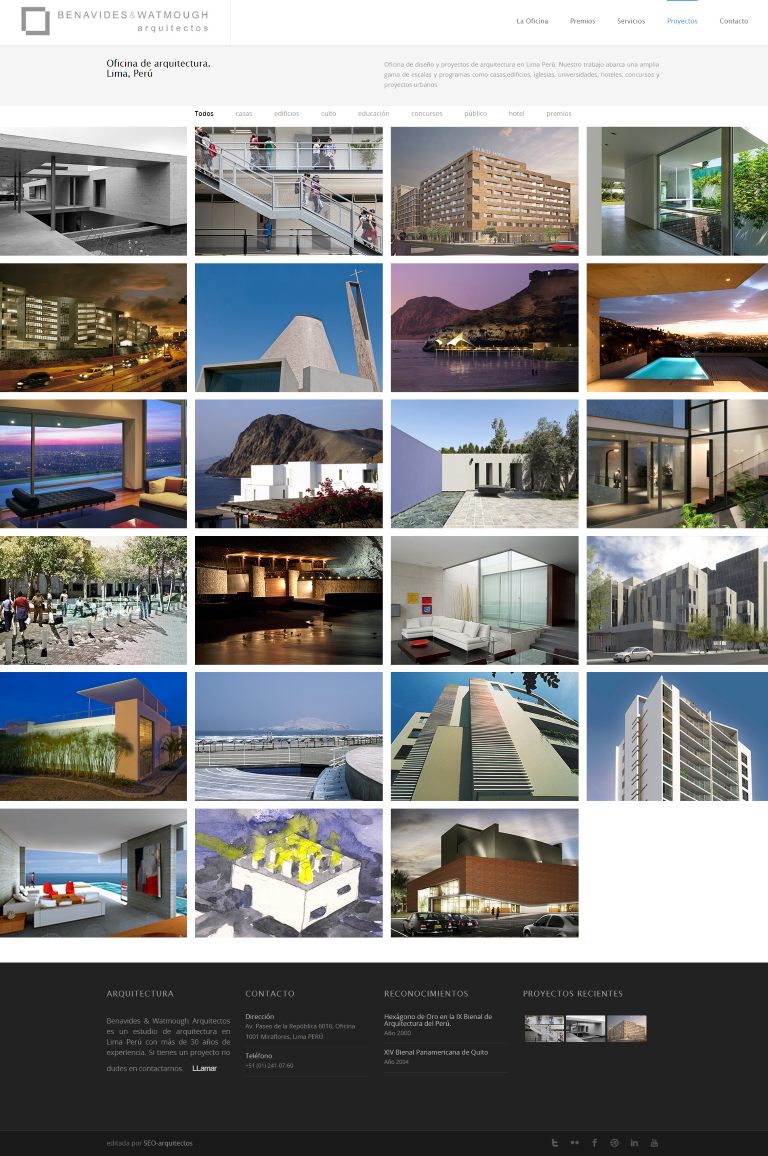 BENAVIDES&WATMOUGH
arquitectos
La Oficina
Premios
Servicios
Proyectos
Contacto
Oficina de arquitectura.
Lima, Perú
Oficina de diseño y proyectos de arquitectura en Lima Perú. Nuestro trabajo abarca una amplia
gama de escalas y programas como casas,edificios, iglesias, universidades, hoteles, concursos y
proyectos urbanos.
Todos
casas
edificios
culto
educación
concursos
público
hotel
premios
ARQUITECTURA
Benavides & Watmough Arquitectos
es un estudio de arquitectura en
Lima Perú con más de 30 años de
experiencia. Si tienes un proyecto no
dudes en contactarnos. LLamar
CONTACTO
Dirección
Av. Paseo de la República 6010, Oficina
1001 Miraflores, Lima PERÚ
Teléfono
+51 (01) 241-07-60
RECONOCIMIENTOS
Hexágono de Oro en la IX Bienal de
Arquitectura del Perú.
Año 2000
XIV Bienal Panamericana de Quito
Año 2004
PROYECTOS RECIENTES
editada por SEO-arquitectos